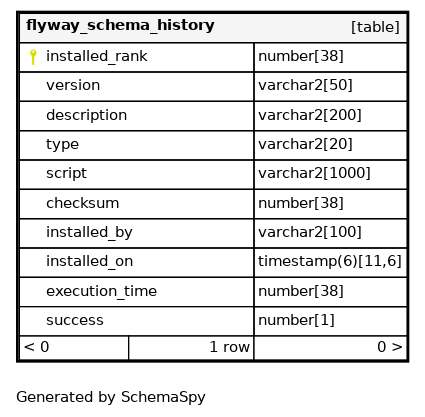 flyway_schema_history [table]
installed_rank number[38]
version varchar2[50]
description varchar2[200]
type varchar2[20]
script varchar2[1000]
checksum number[38]
installed_by varchar2[100]
installed_on timestamp(6)[11,6]
execution_time number[38]
success number[1]
< 0 1 row 0 >
Generated by SchemaSpy